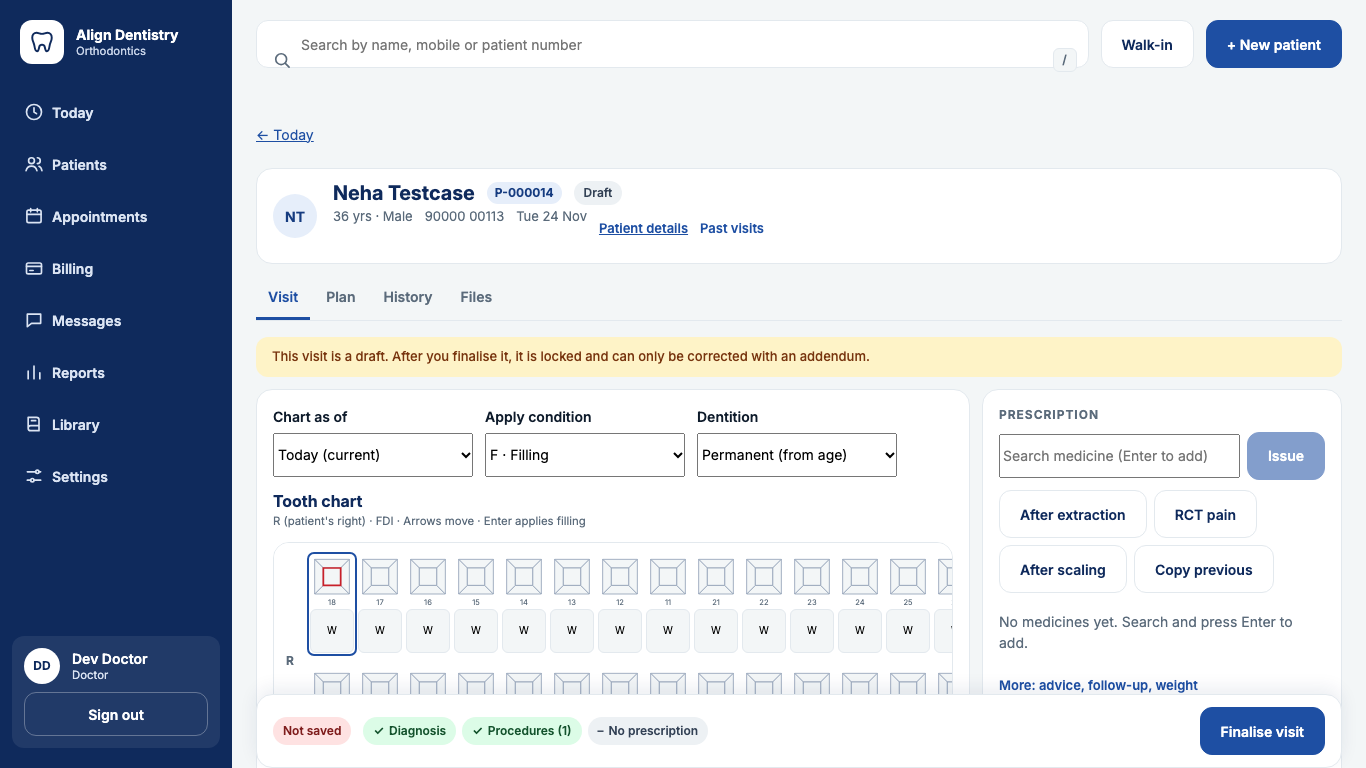 Align Dentistry
Orthodontics
Today
Patients
Appointments
Billing
Messages
Reports
Library
Settings
DD
Dev Doctor
Doctor
Sign out
Search by name, mobile or patient number
/
Walk-in
+ New patient
← Today
NT
Neha Testcase P-000014 Draft
36 yrs · Male 90000 00113 Tue 24 Nov
Patient details Past visits
Visit Plan History Files
This visit is a draft. After you finalise it, it is locked and can only be corrected with an addendum.
Chart as of Apply condition Dentition
Today (current) F · Filling Permanent (from age)
Tooth chart
R (patient's right) · FDI · Arrows move · Enter applies filling
18 17 16 15 14 13 12 11 21 22 23 24 25
W W W W W W W W W W W W W
R
PRESCRIPTION
Search medicine (Enter to add) Issue
After extraction RCT pain
After scaling Copy previous
No medicines yet. Search and press Enter to
add.
More: advice, follow-up, weight
Not saved ✓ Diagnosis ✓ Procedures (1) – No prescription
Finalise visit